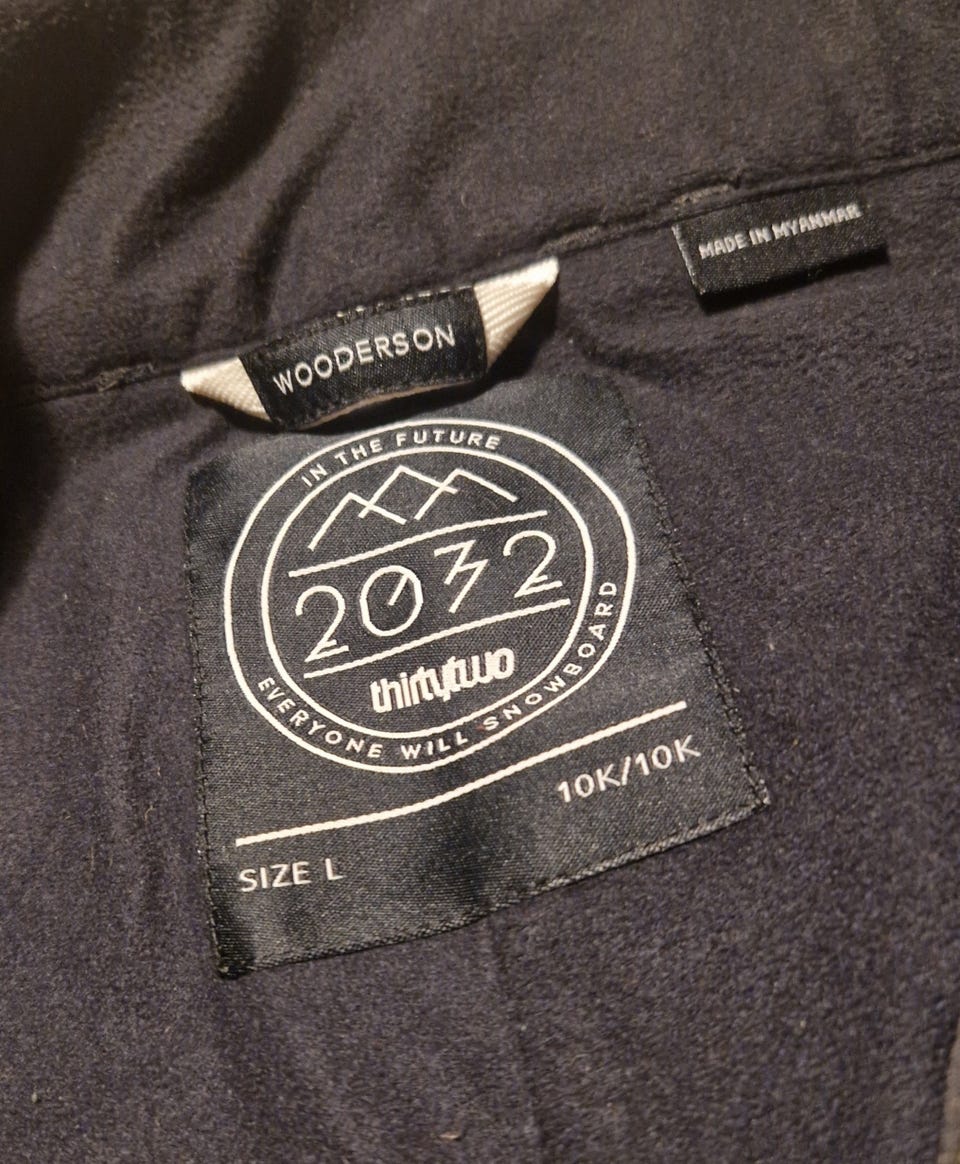 MADE IN MYANMAR
WOODERSON
IN THE FUTURE
2032
thirtytwo
EVERYONE WILL SNOWBOARD
10K/10K
SIZE L